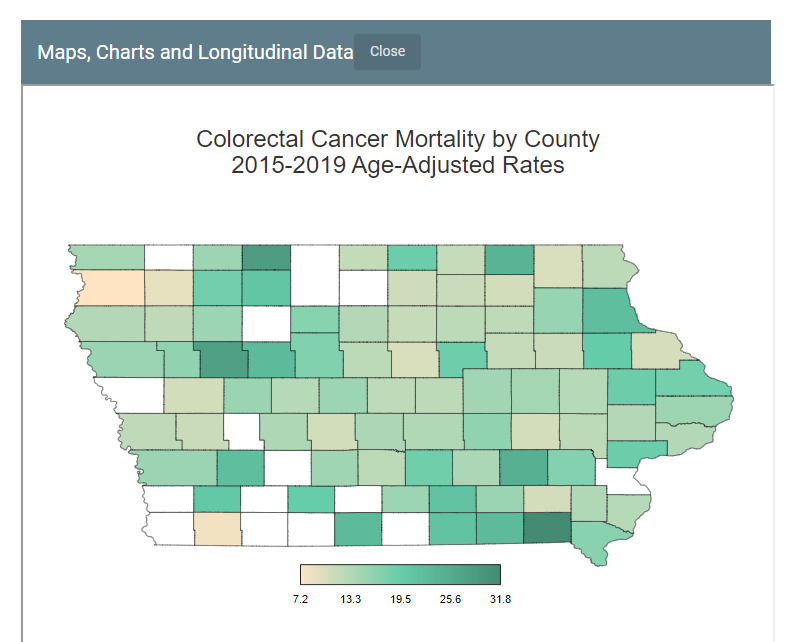 Maps, Charts and Longitudinal Data Close
Colorectal Cancer Mortality by County
2015-2019 Age-Adjusted Rates
7.2 13.3 19.5 25.6 31.8